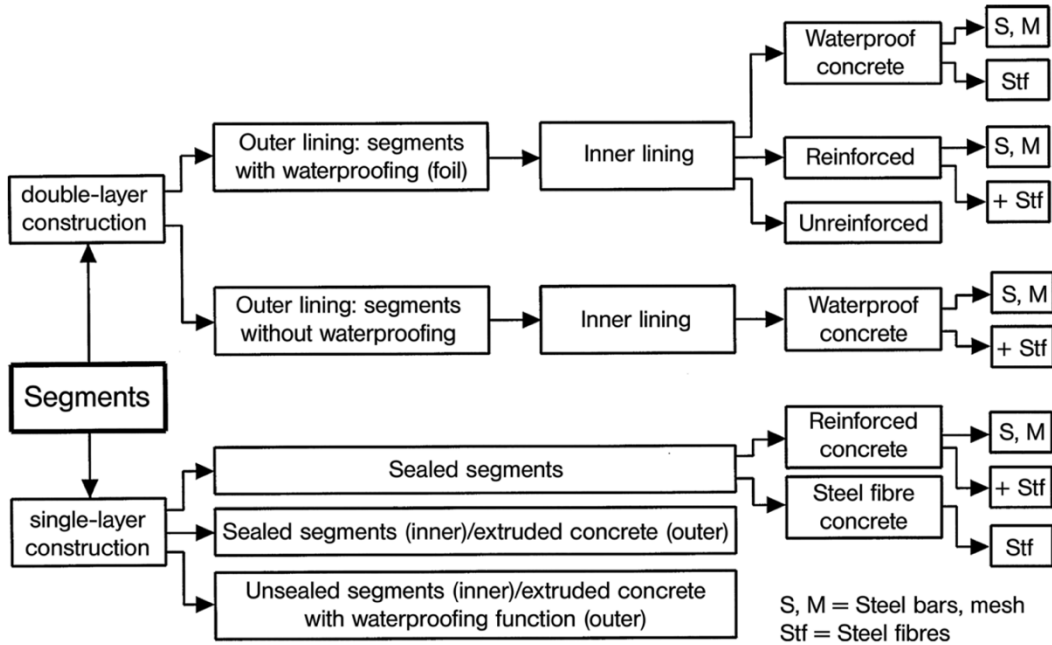 Waterproof
concrete
S, M
Stf
Outer lining: segments
with waterproofing (foil)
Inner lining
Reinforced
S, M
+ Stf
double-layer
construction
Unreinforced
Outer lining: segments
without waterproofing
Inner lining
Waterproof
concrete
S, M
+ Stf
Segments
Reinforced
concrete
S, M
+ Stf
Sealed segments
Steel fibre
concrete
Stf
single-layer
construction
Sealed segments (inner)/extruded concrete (outer)
Unsealed segments (inner)/extruded concrete
with waterproofing function (outer)
S, M = Steel bars, mesh
Stf = Steel fibres